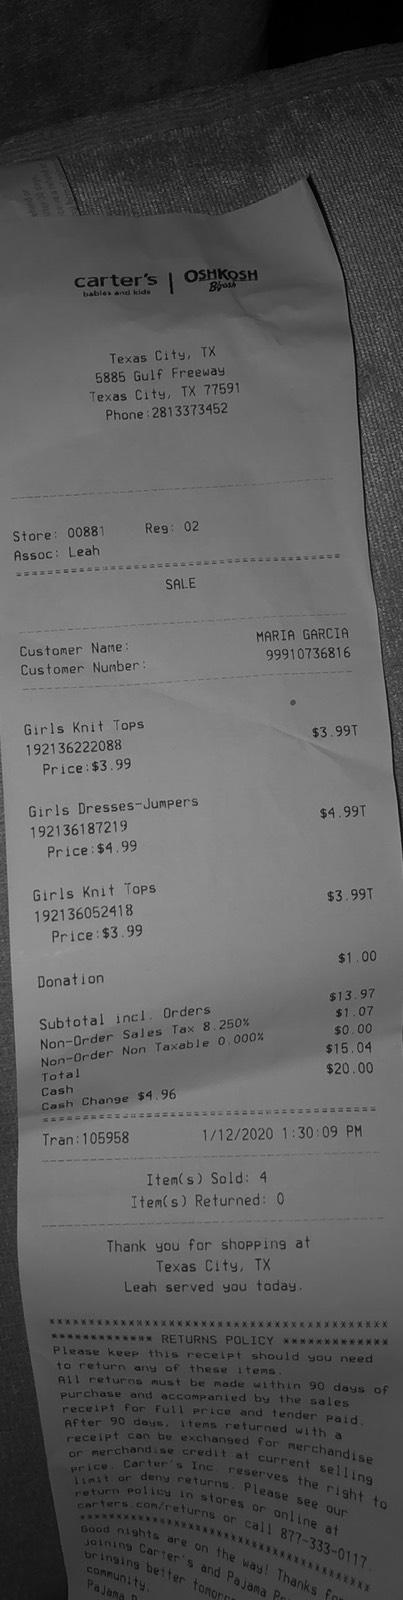 carter's | OSHKOSH
babies and kids B'gosh
Texas City, TX
5885 Gulf Freeway
Texas City, TX 77591
Phone:2813373452
Store: 00881 Reg: 02
Assoc: Leah
SALE
Customer Name: MARIA GARCIA
Customer Number: 99910736816
Girls Knit Tops $3.99T
192136222088
Price:$3.99
Girls Dresses-Jumpers $4.99T
192136187219
Price:$4.99
Girls Knit Tops $3.99T
192136052418
Price:$3.99
Donation $1.00
Subtotal incl. Orders $13.97
Non-Order Sales Tax 8.250% $1.07
Non-Order Non Taxable 0.000% $0.00
Total $15.04
Cash $20.00
Cash Change $4.96
Tran:105958 1/12/2020 1:30:09 PM
Item(s) Sold: 4
Item(s) Returned: 0
Thank you for shopping at
Texas City, TX
Leah served you today.
************************************
************* RETURNS POLICY *************
Please keep this receipt should you need
to return any of these items.
All returns must be made within 90 days of
purchase and accompanied by the sales
receipt for full price and tender paid.
After 90 days, items returned with a
receipt can be exchanged for merchandise
or merchandise credit at current selling
price. Carter's Inc. reserves the right to
limit or deny returns. Please see our
return policy in stores or online at
carters.com/returns or call 877-333-0117.
************************************
Good nights are on the way! Thanks for
joining Carter's and Pajama
bringing better
community.
Pajama